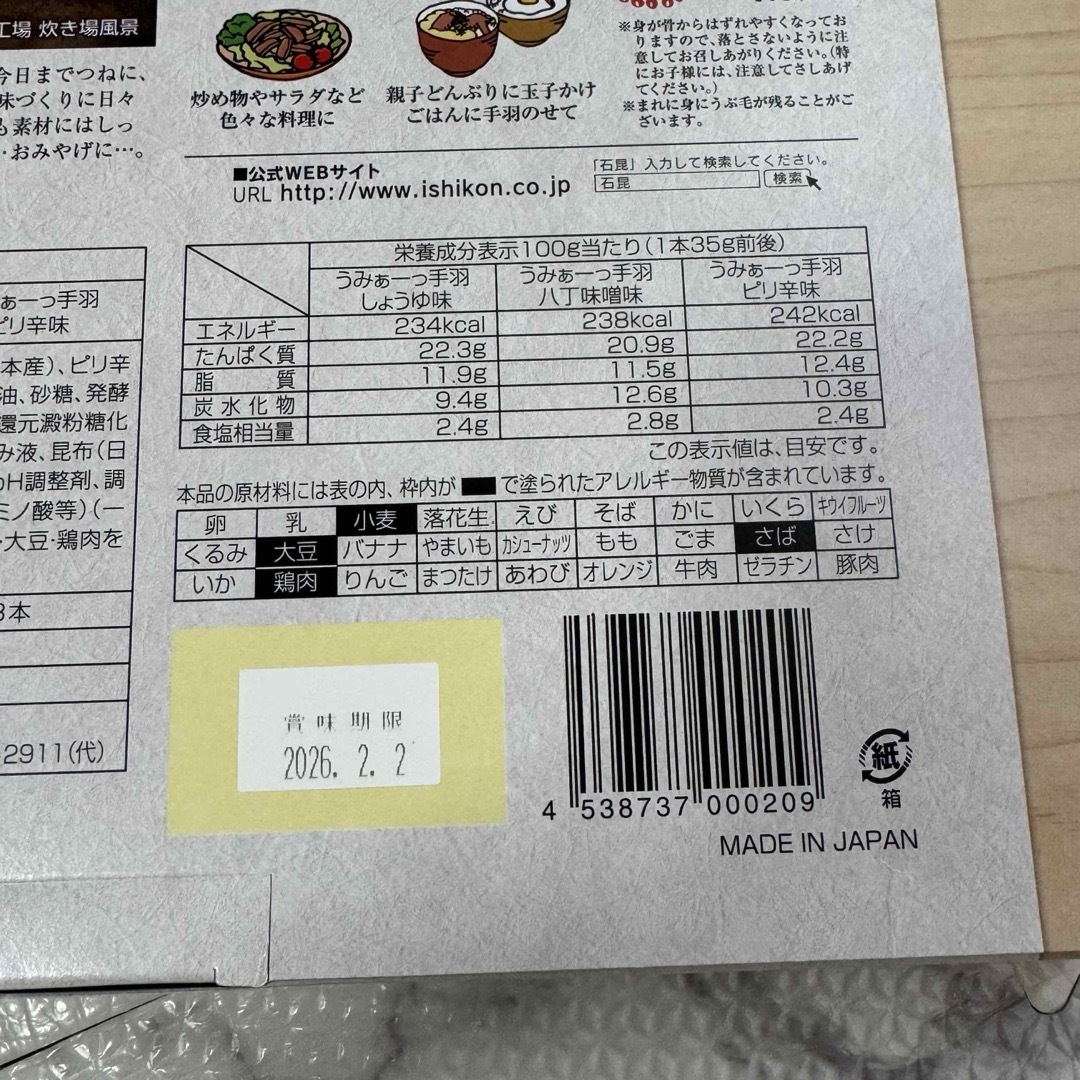 工場 炊き場風景
今日までつねに、
味づくりに日々
も素材にはしっ
・おみやげに…。
炒め物やサラダなど
色々な料理に
親子どんぶりに玉子かけ
ごはんに手羽のせて
※身が骨からはずれやすくなってお
りますので、落とさないように注
意してお召しあがりください。(特
にお子様には、注意してさしあげ
てください。)
※まれに身にうぶ毛が残ることがご
ざいます。
■公式WEBサイト
URL http://www.ishikon.co.jp
「石昆」入力して検索してください。
石昆 検索
ぁーっ手羽
ピリ辛味
本産)、ピリ辛
油、砂糖、発酵
還元澱粉糖化
み液、昆布(日
pH調整剤、調
ミノ酸等)(一
・大豆・鶏肉を
3本
-2911(代)
栄養成分表示100g当たり(1本35g前後)
うみぁーっ手羽 しょうゆ味 うみぁーっ手羽 八丁味噌味 うみぁーっ手羽 ピリ辛味
エネルギー 234kcal 238kcal 242kcal
たんぱく質 22.3g 20.9g 22.2g
脂質 11.9g 11.5g 12.4g
炭水化物 9.4g 12.6g 10.3g
食塩相当量 2.4g 2.8g 2.4g
この表示値は、目安です。
本品の原材料には表の内、枠内が■で塗られたアレルギー物質が含まれています。
卵 乳 小麦 落花生 えび そば かに いくら キウイフルーツ
くるみ 大豆 バナナ やまいも カシューナッツ もも ごま さば さけ
いか 鶏肉 りんご まつたけ あわび オレンジ 牛肉 ゼラチン 豚肉
賞味期限
2026. 2. 2
4 538737 000209
紙
箱
MADE IN JAPAN